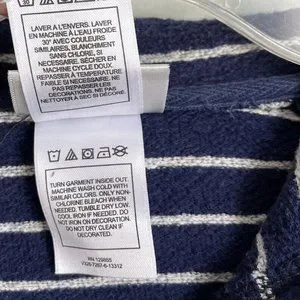 30
LAVER À L'ENVERS. LAVER
EN MACHINE À L'EAU FROIDE
30° AVEC COULEURS
SIMILAIRES, BLANCHIMENT
SANS CHLORE, SI
NÉCESSAIRE. SÉCHER EN
MACHINE CYCLE DOUX.
REPASSER À TEMPÉRATURE
FAIBLE SI NÉCESSAIRE. NE
PAS REPASSER LES
DÉCORATIONS. NE PAS
NETTOYER À SEC SI DÉCORÉ.
TURN GARMENT INSIDE OUT.
MACHINE WASH COLD WITH
LIKE COLORS. ONLY NON-
CHLORINE BLEACH WHEN
NEEDED. TUMBLE DRY LOW.
COOL IRON IF NEEDED. DO
NOT IRON ON DECORATION.
DO NOT DRY CLEAN IF
DECORATED.